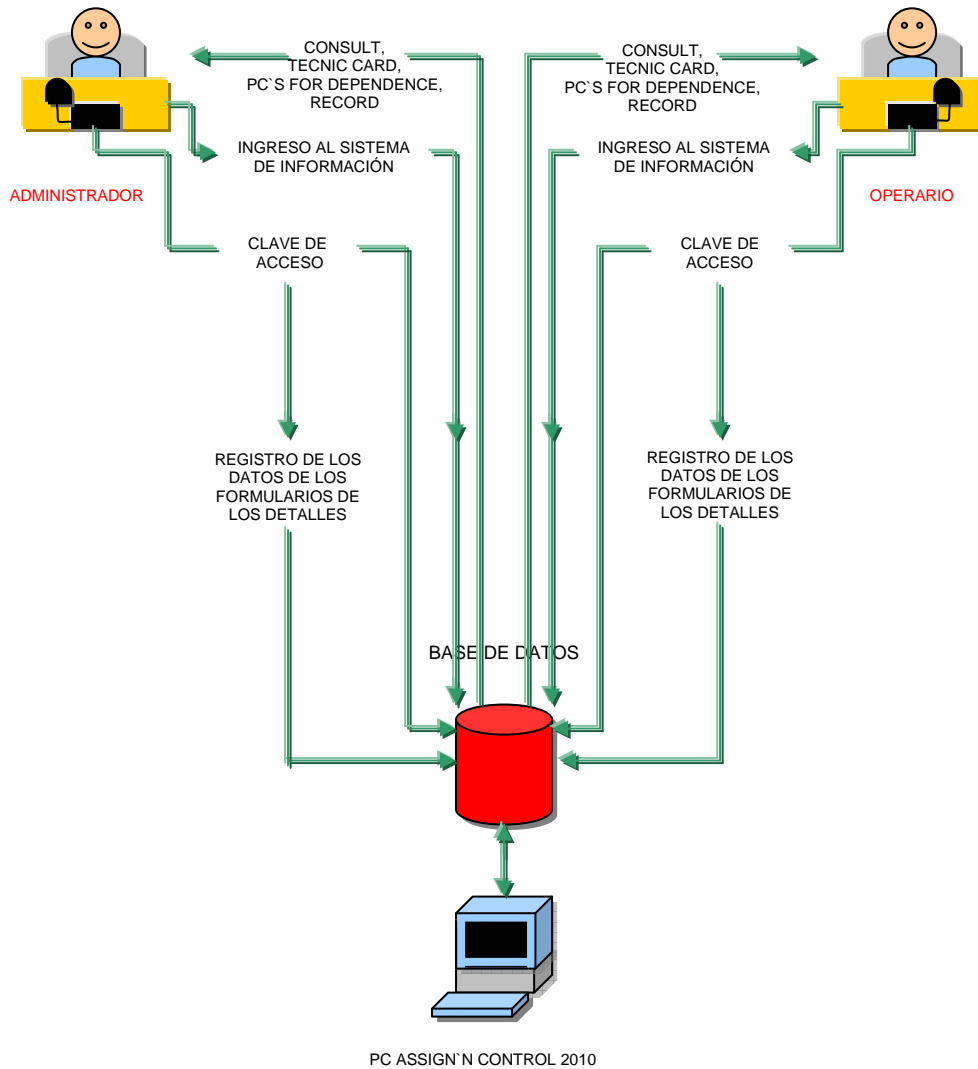 CONSULT,
TECNIC CARD,
PC`S FOR DEPENDENCE,
RECORD
CONSULT,
TECNIC CARD,
PC`S FOR DEPENDENCE,
RECORD
INGRESO AL SISTEMA
DE INFORMACIÓN
INGRESO AL SISTEMA
DE INFORMACIÓN
ADMINISTRADOR
OPERARIO
CLAVE DE
ACCESO
CLAVE DE
ACCESO
REGISTRO DE LOS
DATOS DE LOS
FORMULARIOS DE
LOS DETALLES
REGISTRO DE LOS
DATOS DE LOS
FORMULARIOS DE
LOS DETALLES
BASE DE DATOS
PC ASSIGN`N CONTROL 2010